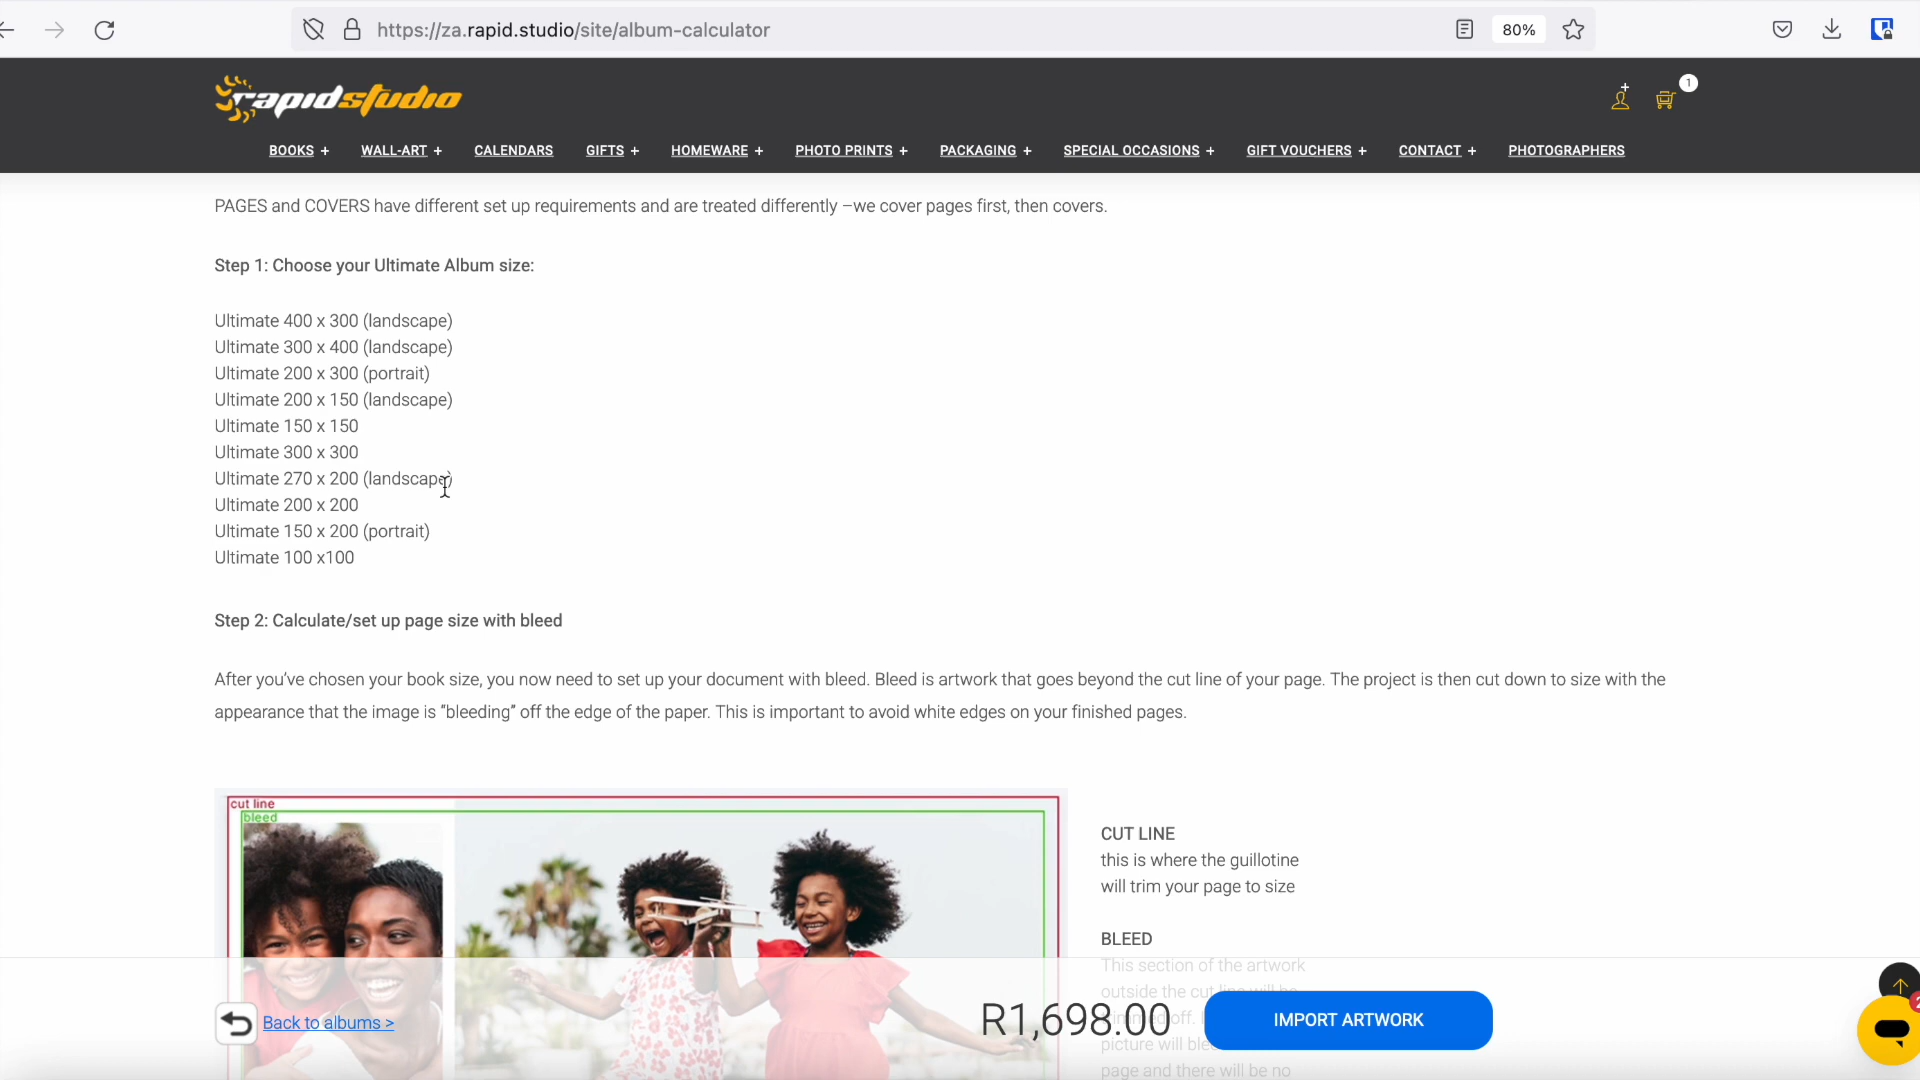 https://za.rapid.studio/site/album-calculator
80%
rapidstudio
1
BOOKS + WALL-ART + CALENDARS GIFTS + HOMEWARE + PHOTO PRINTS + PACKAGING + SPECIAL OCCASIONS + GIFT VOUCHERS + CONTACT + PHOTOGRAPHERS
PAGES and COVERS have different set up requirements and are treated differently –we cover pages first, then covers.
Step 1: Choose your Ultimate Album size:
Ultimate 400 x 300 (landscape)
Ultimate 300 x 400 (landscape)
Ultimate 200 x 300 (portrait)
Ultimate 200 x 150 (landscape)
Ultimate 150 x 150
Ultimate 300 x 300
Ultimate 270 x 200 (landscape)
Ultimate 200 x 200
Ultimate 150 x 200 (portrait)
Ultimate 100 x100
Step 2: Calculate/set up page size with bleed
After you’ve chosen your book size, you now need to set up your document with bleed. Bleed is artwork that goes beyond the cut line of your page. The project is then cut down to size with the
appearance that the image is “bleeding” off the edge of the paper. This is important to avoid white edges on your finished pages.
cut line
bleed
CUT LINE
this is where the guillotine
will trim your page to size
BLEED
This section of the artwork
outside the cut line will be
off.
picture will
page and there will be no
Back to albums >
R1,698.00
IMPORT ARTWORK